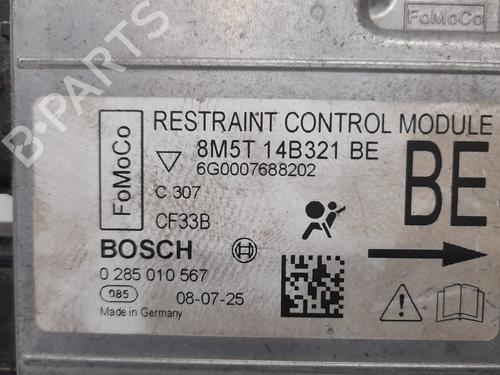 FoMoCo
B-PARTS
FoMoCo
RESTRAINT CONTROL MODULE
8M5T 14B321 BE
6G0007688202
C 307
CF33B
BE
BOSCH
0 285 010 567
085 08-07-25
Made in Germany